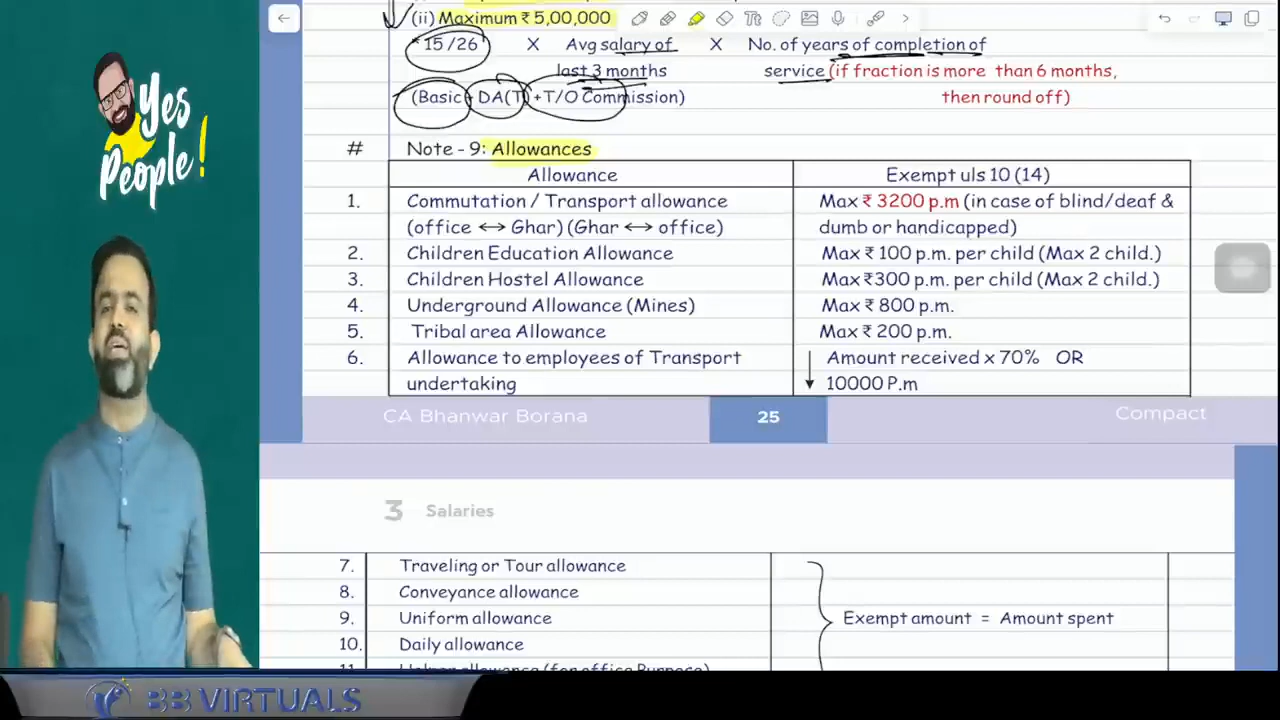 (ii) Maximum ₹ 5,00,000
15/26 X Avg salary of X No. of years of completion of
last 3 months service (if fraction is more than 6 months,
(Basic + DA(T) + T/O Commission) then round off)
Yes
People!
# Note - 9: Allowances
Allowance Exempt uls 10 (14)
1. Commutation / Transport allowance Max ₹ 3200 p.m (in case of blind/deaf &
(office ↔ Ghar) (Ghar ↔ office) dumb or handicapped)
2. Children Education Allowance Max ₹ 100 p.m. per child (Max 2 child.)
3. Children Hostel Allowance Max ₹300 p.m. per child (Max 2 child.)
4. Underground Allowance (Mines) Max ₹ 800 p.m.
5. Tribal area Allowance Max ₹ 200 p.m.
6. Allowance to employees of Transport Amount received x 70% OR
undertaking 10000 P.m
CA Bhanwar Borana 25 Compact
3 Salaries
7. Traveling or Tour allowance
8. Conveyance allowance
9. Uniform allowance Exempt amount = Amount spent
10. Daily allowance
11. Helper allowance (for office Purpose)
BB VIRTUALS